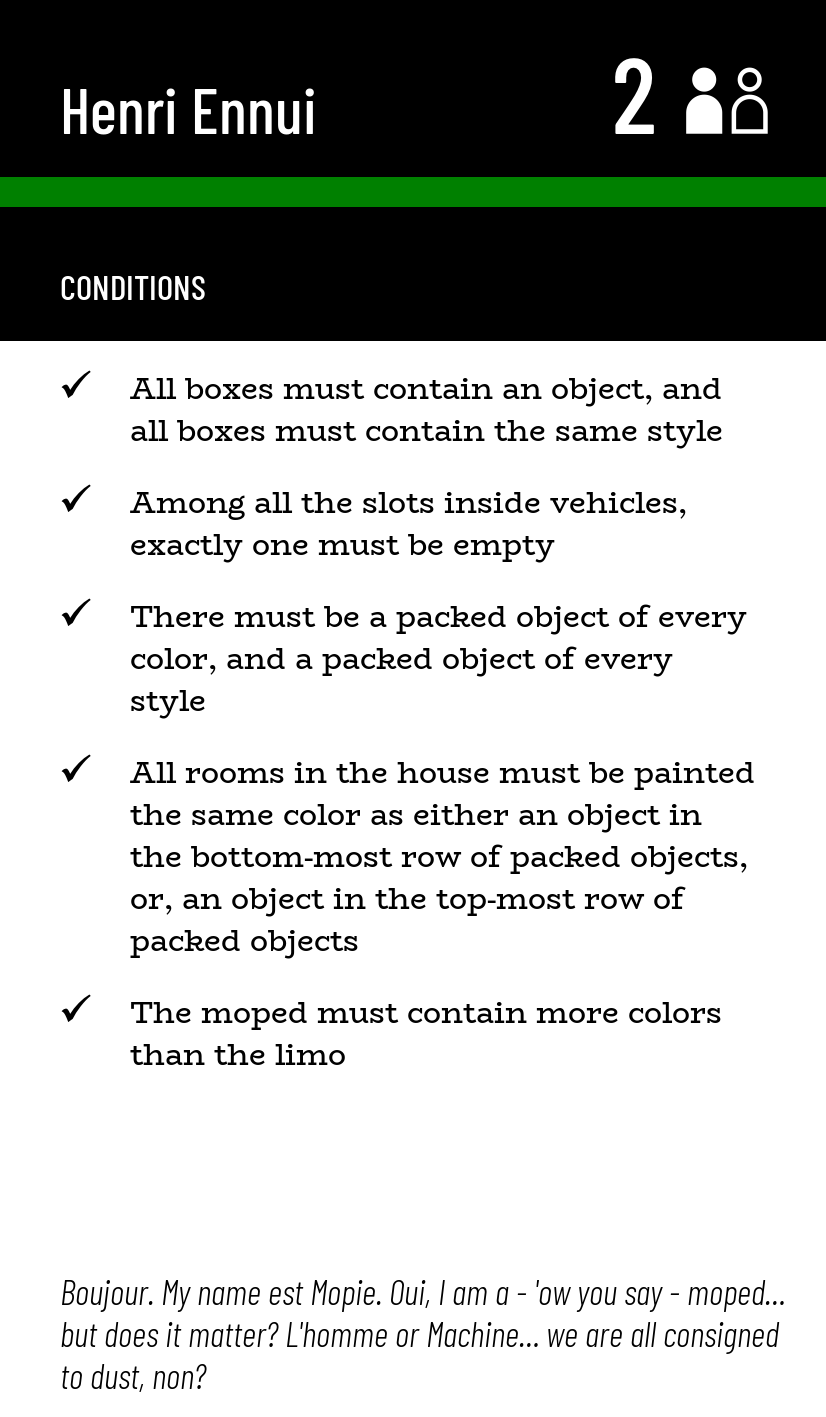 Henri Ennui 2
CONDITIONS
✓ All boxes must contain an object, and
all boxes must contain the same style
✓ Among all the slots inside vehicles,
exactly one must be empty
✓ There must be a packed object of every
color, and a packed object of every
style
✓ All rooms in the house must be painted
the same color as either an object in
the bottom-most row of packed objects,
or, an object in the top-most row of
packed objects
✓ The moped must contain more colors
than the limo
Boujour. My name est Mopie. Oui, I am a - 'ow you say - moped...
but does it matter? L'homme or Machine... we are all consigned
to dust, non?